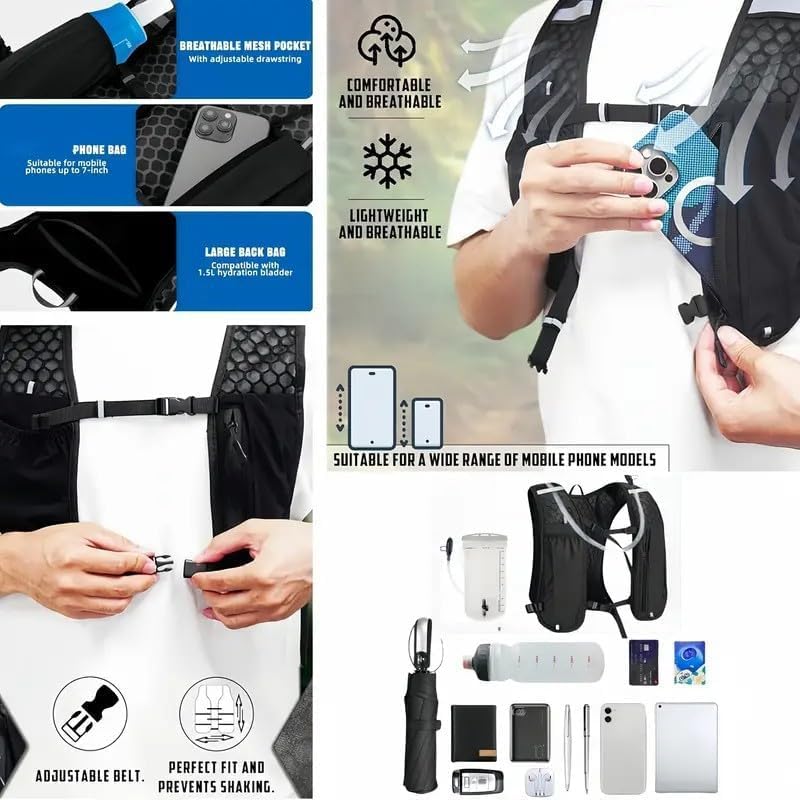 BREATHABLE MESH POCKET
With adjustable drawstring
PHONE BAG
Suitable for mobile
phones up to 7-inch
LARGE BACK BAG
Compatible with
1.5L hydration bladder
COMFORTABLE
AND BREATHABLE
LIGHTWEIGHT
AND BREATHABLE
SUITABLE FOR A WIDE RANGE OF MOBILE PHONE MODELS
ADJUSTABLE BELT.
PERFECT FIT AND
PREVENTS SHAKING.